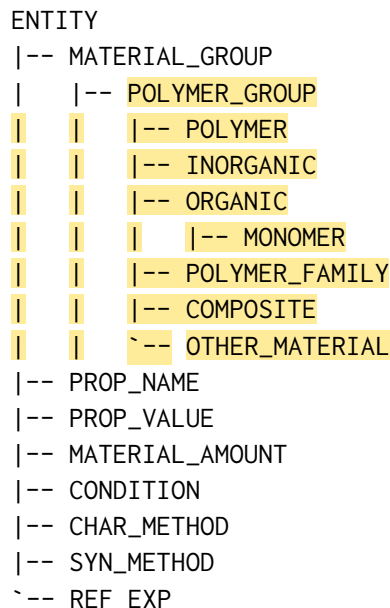 ENTITY
|-- MATERIAL_GROUP
|   |-- POLYMER_GROUP
|   |   |-- POLYMER
|   |   |-- INORGANIC
|   |   |-- ORGANIC
|   |   |   |-- MONOMER
|   |   |-- POLYMER_FAMILY
|   |   |-- COMPOSITE
|   |   `-- OTHER_MATERIAL
|-- PROP_NAME
|-- PROP_VALUE
|-- MATERIAL_AMOUNT
|-- CONDITION
|-- CHAR_METHOD
|-- SYN_METHOD
`-- REF_EXP